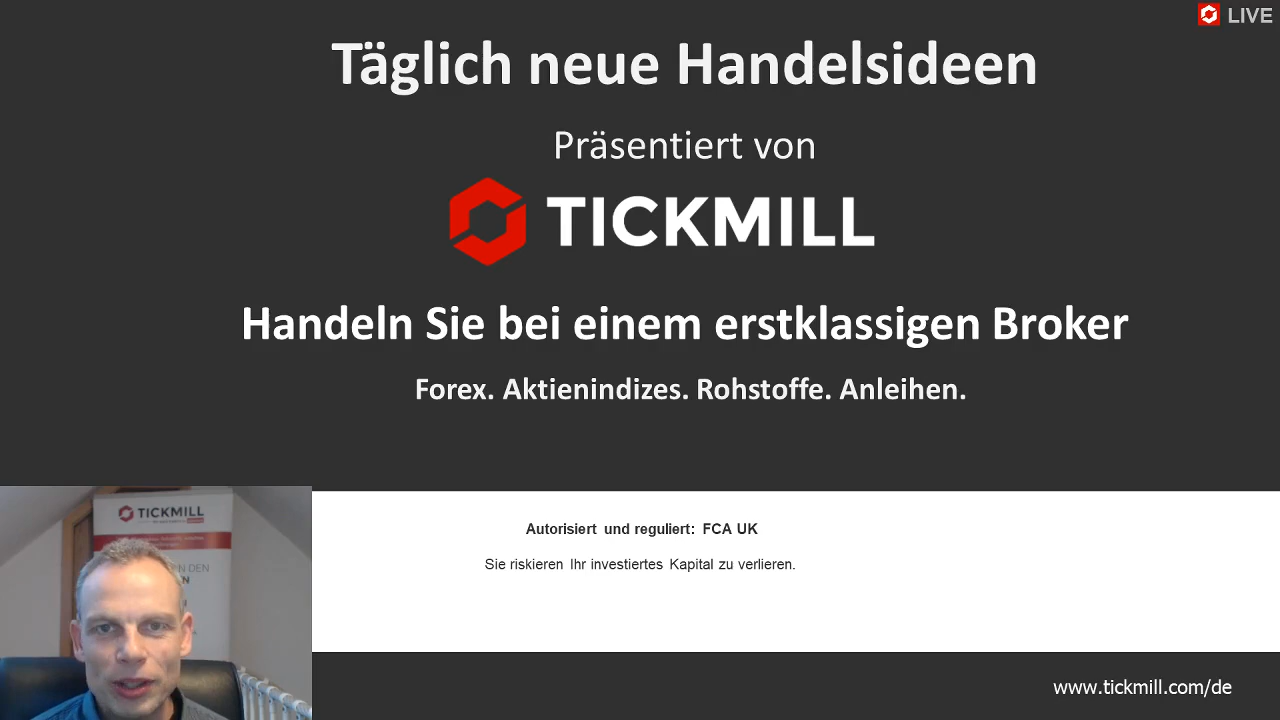 LIVE
Täglich neue Handelsideen
Präsentiert von
TICKMILL
Handeln Sie bei einem erstklassigen Broker
Forex. Aktienindizes. Rohstoffe. Anleihen.
TICKMILL
Autorisiert und reguliert: FCA UK
Sie riskieren Ihr investiertes Kapital zu verlieren.
www.tickmill.com/de